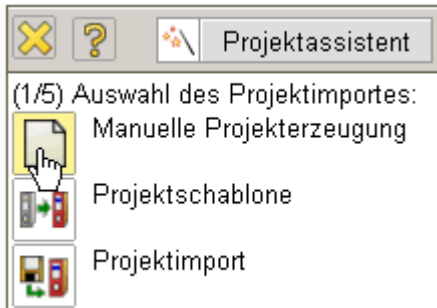 Projektassistent
(1/5) Auswahl des Projektimportes:
Manuelle Projekterzeugung
Projektschablone
Projektimport